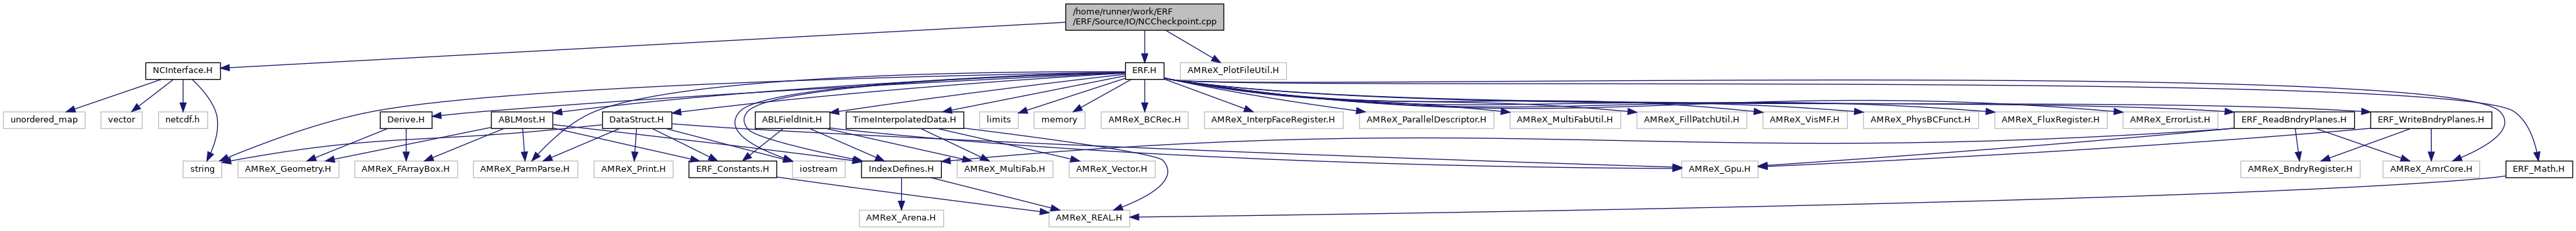 /home/runner/work/ERF
/ERF/Source/IO/NCCheckpoint.cpp
NCInterface.H
ERF.H
AMReX_PlotFileUtil.H
unordered_map
vector
netcdf.h
Derive.H
ABLMost.H
DataStruct.H
ABLFieldInit.H
TimeInterpolatedData.H
limits
memory
AMReX_BCRec.H
AMReX_InterpFaceRegister.H
AMReX_ParallelDescriptor.H
AMReX_MultiFabUtil.H
AMReX_FillPatchUtil.H
AMReX_VisMF.H
AMReX_PhysBCFunct.H
AMReX_FluxRegister.H
AMReX_ErrorList.H
ERF_ReadBndryPlanes.H
ERF_WriteBndryPlanes.H
string
AMReX_Geometry.H
AMReX_FArrayBox.H
AMReX_ParmParse.H
AMReX_Print.H
ERF_Constants.H
iostream
IndexDefines.H
AMReX_MultiFab.H
AMReX_Vector.H
AMReX_Gpu.H
AMReX_BndryRegister.H
AMReX_AmrCore.H
ERF_Math.H
AMReX_Arena.H
AMReX_REAL.H